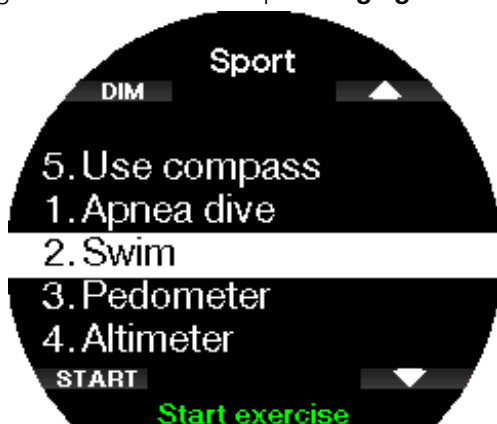 Sport
DIM
5. Use compass
1. Apnea dive
2. Swim
3. Pedometer
4. Altimeter
START
Start exercise